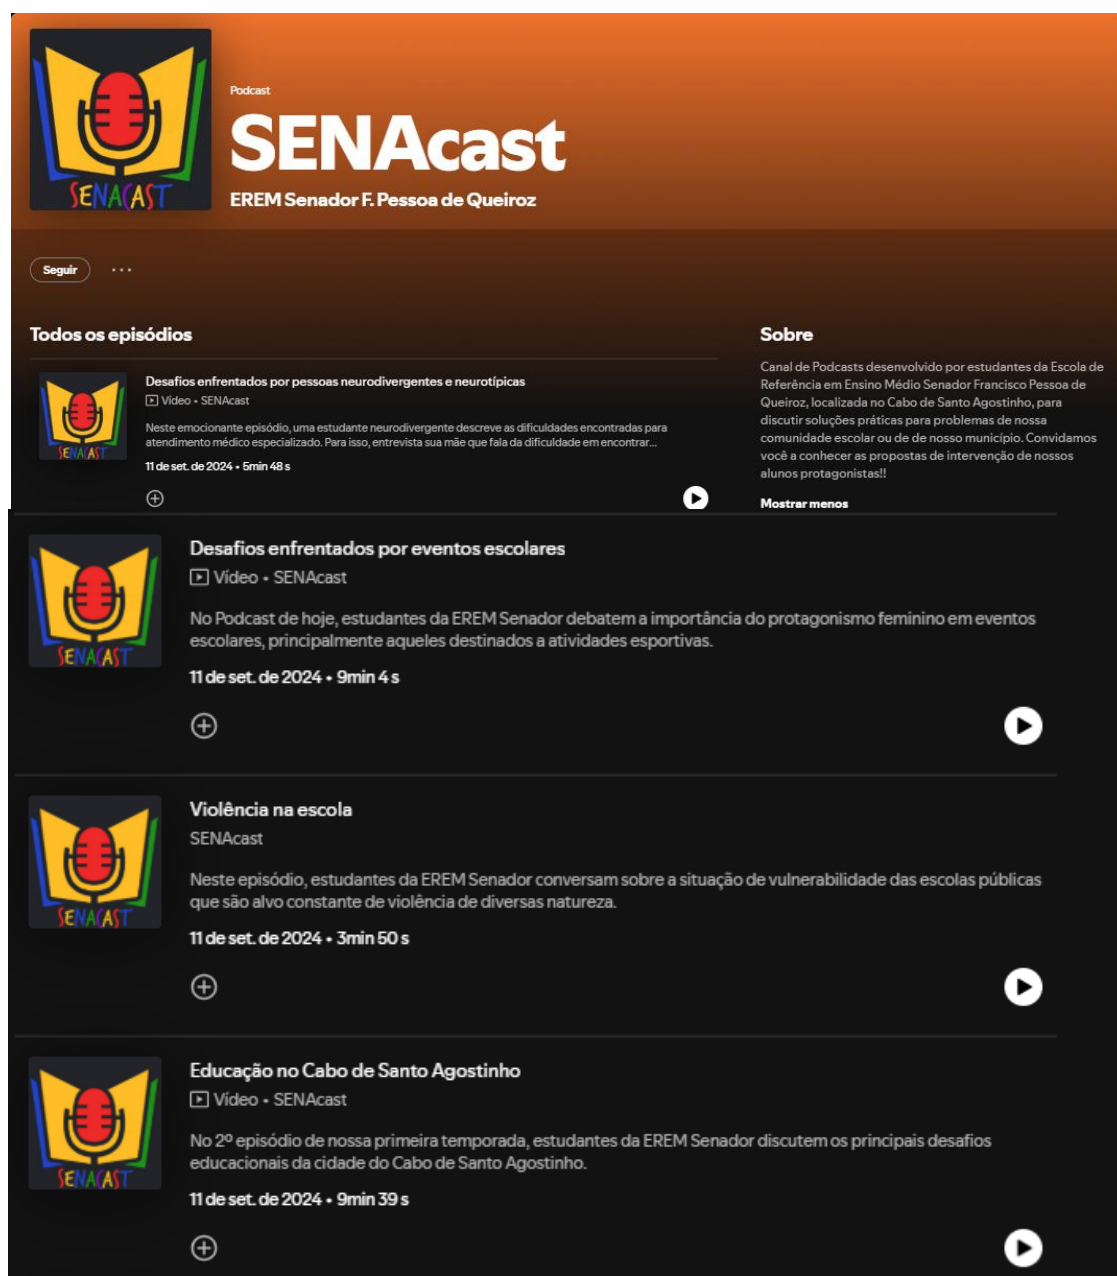 SENACAST
Podcast
SENAcast
EREM Senador F. Pessoa de Queiroz
Seguir
Todos os episódios
SENACAST
Desafios enfrentados por pessoas neurodivergentes e neurotípicas
Vídeo • SENAcast
Neste emocionante episódio, uma estudante neurodivergente descreve as dificuldades encontradas para
atendimento médico especializado. Para isso, entrevista sua mãe que fala da dificuldade em encontrar...
11 de set. de 2024 • 5min 48 s
Sobre
Canal de Podcasts desenvolvido por estudantes da Escola de
Referência em Ensino Médio Senador Francisco Pessoa de
Queiroz, localizada no Cabo de Santo Agostinho, para
discutir soluções práticas para problemas de nossa
comunidade escolar ou de de nosso município. Convidamos
você a conhecer as propostas de intervenção de nossos
alunos protagonistas!!
Mostrar menos
SENACAST
Desafios enfrentados por eventos escolares
Vídeo • SENAcast
No Podcast de hoje, estudantes da EREM Senador debatem a importância do protagonismo feminino em eventos
escolares, principalmente aqueles destinados a atividades esportivas.
11 de set. de 2024 • 9min 4 s
SENACAST
Violência na escola
SENAcast
Neste episódio, estudantes da EREM Senador conversam sobre a situação de vulnerabilidade das escolas públicas
que são alvo constante de violência de diversas natureza.
11 de set. de 2024 • 3min 50 s
SENACAST
Educação no Cabo de Santo Agostinho
Vídeo • SENAcast
No 2º episódio de nossa primeira temporada, estudantes da EREM Senador discutem os principais desafios
educacionais da cidade do Cabo de Santo Agostinho.
11 de set. de 2024 • 9min 39 s